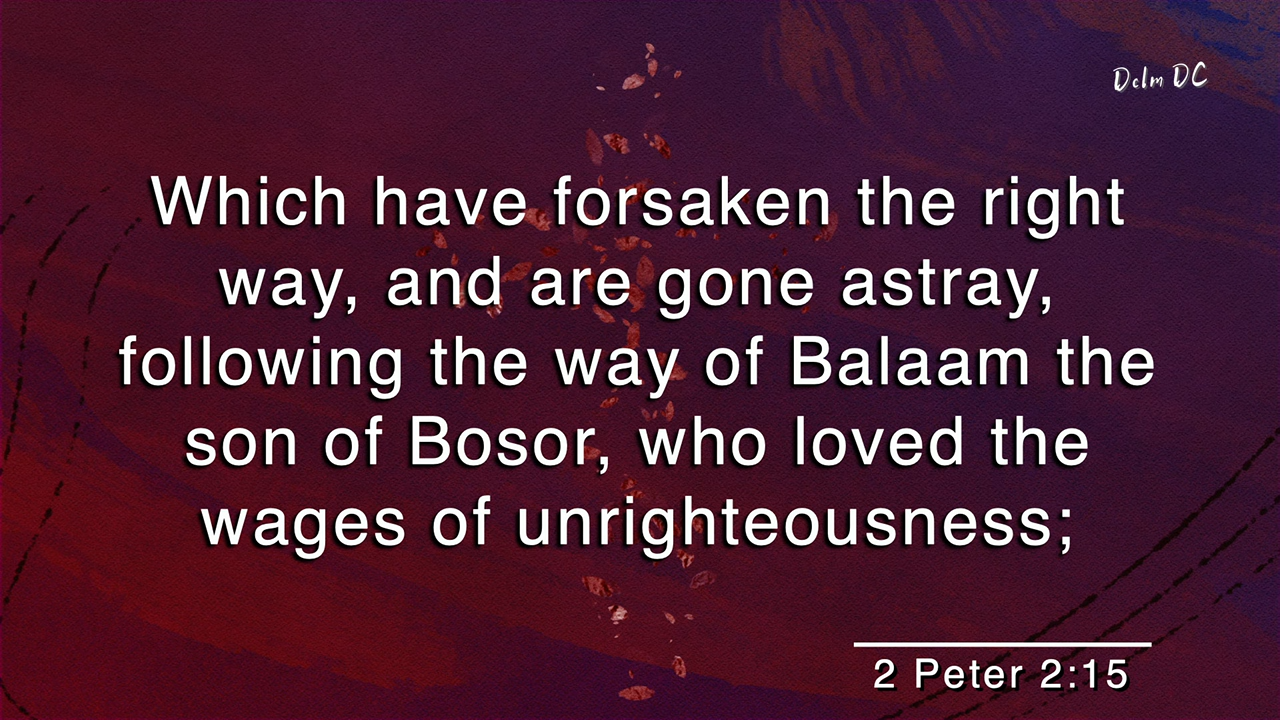 Dclm DC
Which have forsaken the right
way, and are gone astray,
following the way of Balaam the
son of Bosor, who loved the
wages of unrighteousness;
2 Peter 2:15